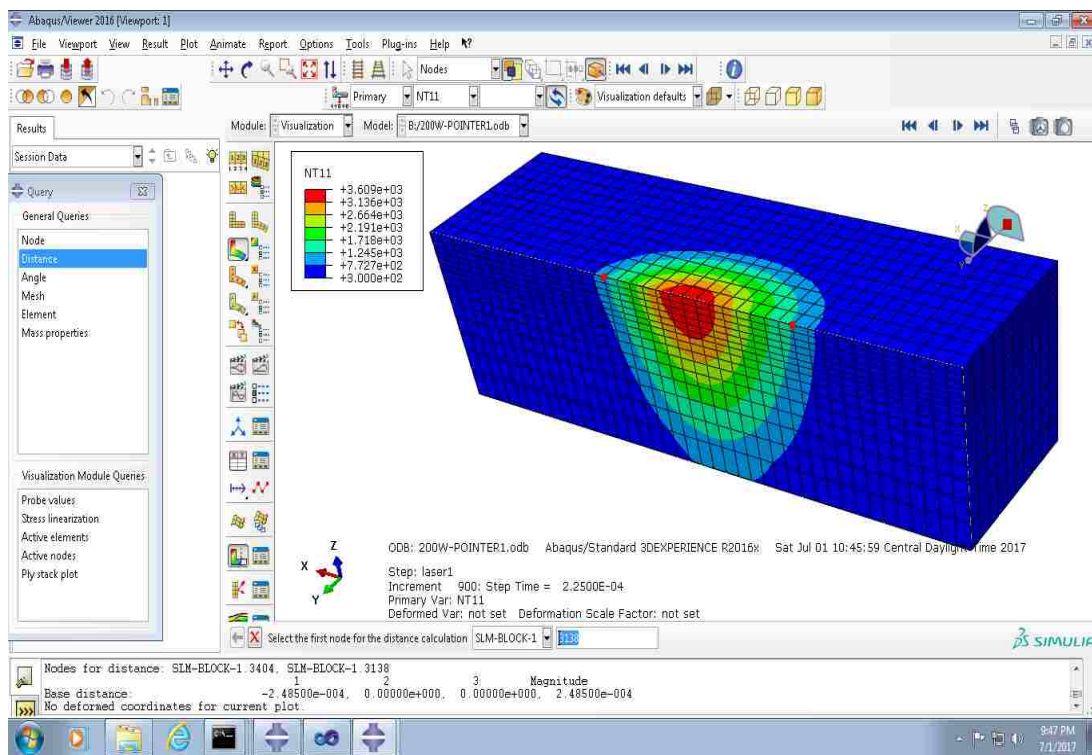 Abaqus/Viewer 2016 [Viewport: 1]
File Viewport View Result Plot Animate Report Options Tools Plug-ins Help
Nodes
Primary NT11 Visualization defaults
Results
Module: Visualization Model: B:/200W-POINTER1.odb
Session Data
Query
General Queries
Node
Distance
Angle
Mesh
Element
Mass properties
Visualization Module Queries
Probe values
Stress linearization
Active elements
Active nodes
Ply stack plot
NT11
+3.609e+03
+3.136e+03
+2.664e+03
+2.191e+03
+1.718e+03
+1.245e+03
+7.727e+02
+3.000e+02
Z
X
Y
Z
X
Y
ODB: 200W-POINTER1.odb Abaqus/Standard 3DEXPERIENCE R2016x Sat Jul 01 10:45:59 Central Daylight Time 2017
Step: laser1
Increment 900: Step Time = 2.2500E-04
Primary Var: NT11
Deformed Var: not set Deformation Scale Factor: not set
Select the first node for the distance calculation SLM-BLOCK-1 3138
SIMULIA
Nodes for distance: SLM-BLOCK-1.3404, SLM-BLOCK-1.3138
1 2 3 Magnitude
Base distance: -2.48500e-004, 0.00000e+000, 0.00000e+000, 2.48500e-004
No deformed coordinates for current plot.
9:47 PM
7/1/2017